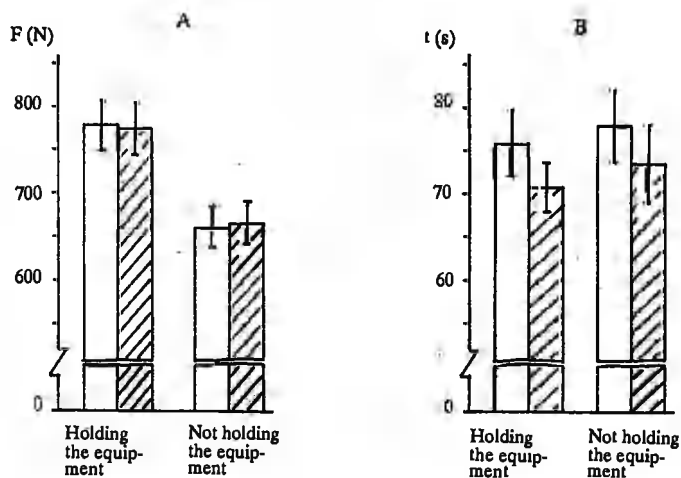 A
F (N)
800
700
600
0
Holding
the equip-
ment
Not holding
the equip-
ment
B
t (s)
80
70
60
0
Holding
the equip-
ment
Not holding
the equip-
ment